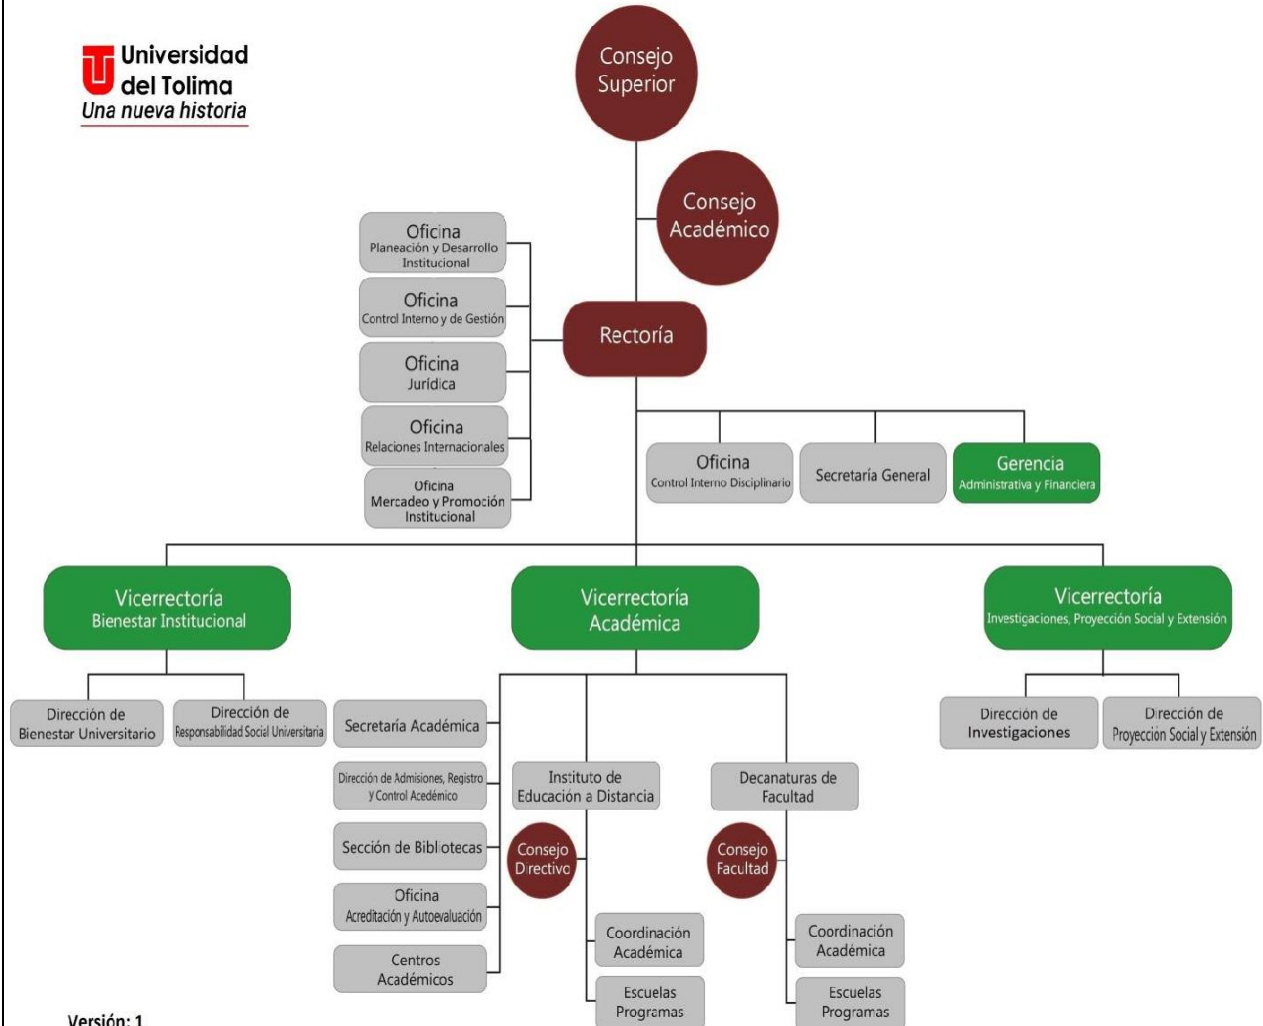 Universidad
del Tolima
Una nueva historia
Consejo
Superior
Consejo
Académico
Oficina
Planeación y Desarrollo
Institucional
Oficina
Control Interno y de Gestión
Rectoría
Oficina
Jurídica
Oficina
Relaciones Internacionales
Oficina
Mercadeo y Promoción
Institucional
Oficina
Control Interno Disciplinario
Secretaría General
Gerencia
Administrativa y Financiera
Vicerrectoría
Bienestar Institucional
Vicerrectoría
Académica
Vicerrectoría
Investigaciones, Proyección Social y Extensión
Dirección de
Bienestar Universitario
Dirección de
Responsabilidad Social Universitaria
Secretaría Académica
Dirección de Admisiones, Registro
y Control Acedémico
Sección de Bibliotecas
Oficina
Acreditación y Autoevaluación
Centros
Académicos
Instituto de
Educación a Distancia
Consejo
Directivo
Coordinación
Académica
Escuelas
Programas
Decanaturas de
Facultad
Consejo
Facultad
Coordinación
Académica
Escuelas
Programas
Dirección de
Investigaciones
Dirección de
Proyección Social y Extensión
Versión: 1